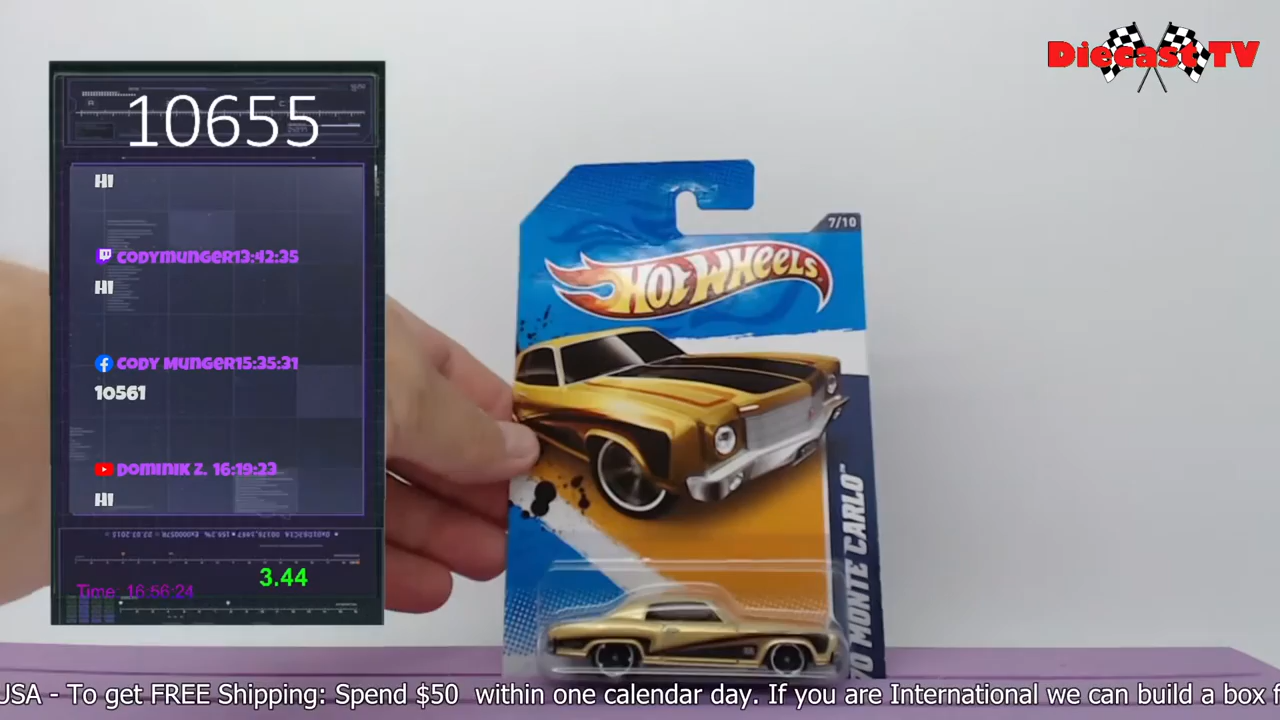 Diecast TV
10655
HI
CODYMUNGER13:42:35
HI
CODY MUNGER15:35:31
10561
DOMINIK Z. 16:19:23
HI
3.44
Time: 16:56:24
7/10
HOT WHEELS
70 MONTE CARLO
USA - To get FREE Shipping: Spend $50 within one calendar day. If you are International we can build a box f